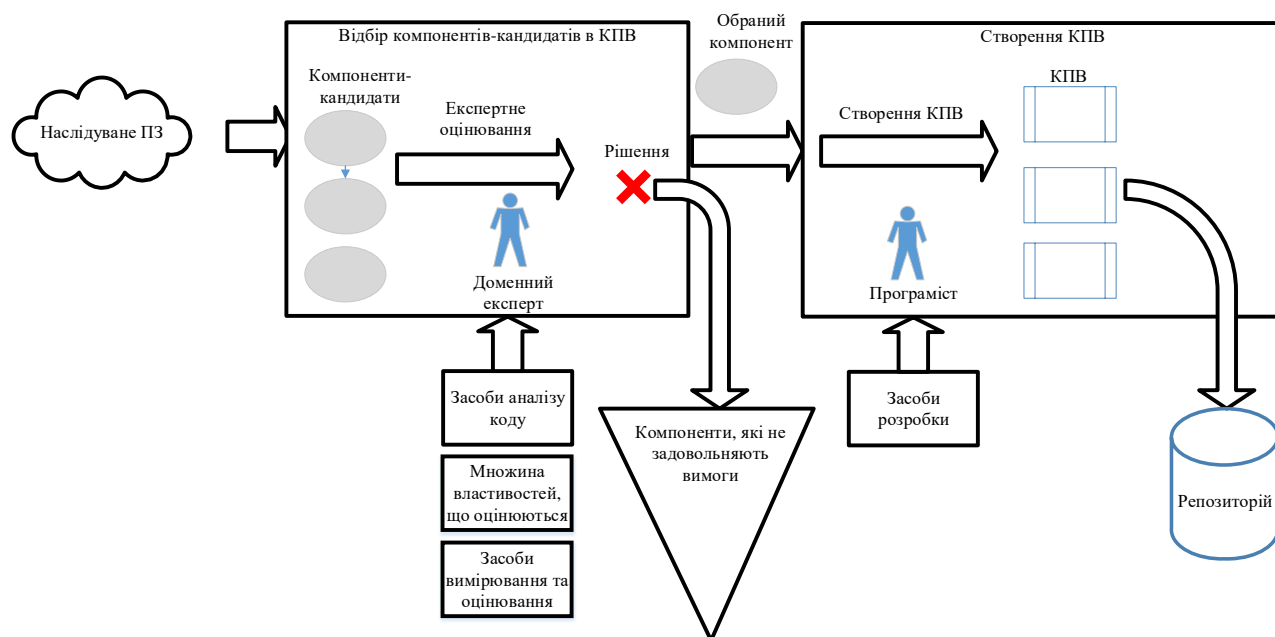 Наслідуване ПЗ
Відбір компонентів-кандидатів в КПВ
Компоненти-
кандидати
Експертне
оцінювання
Рішення
Доменний
експерт
Обраний
компонент
Створення КПВ
Створення КПВ
КПВ
Програміст
Засоби аналізу
коду
Множина
властивостей,
що оцінюються
Засоби
вимірювання та
оцінювання
Компоненти, які не
задовольняють
вимоги
Засоби
розробки
Репозиторій